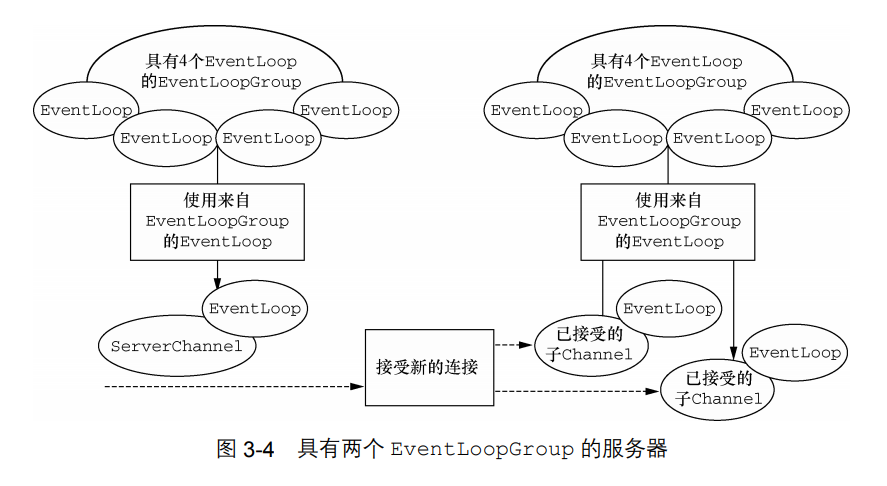 具有4个EventLoop
的EventLoopGroup
EventLoop
EventLoop
EventLoop
EventLoop
使用来自
EventLoopGroup
的EventLoop
EventLoop
ServerChannel
具有4个EventLoop
的EventLoopGroup
EventLoop
EventLoop
EventLoop
EventLoop
使用来自
EventLoopGroup
的EventLoop
接受新的连接
EventLoop
已接受的
子Channel
EventLoop
已接受的
子Channel
图 3-4 具有两个 EventLoopGroup 的服务器